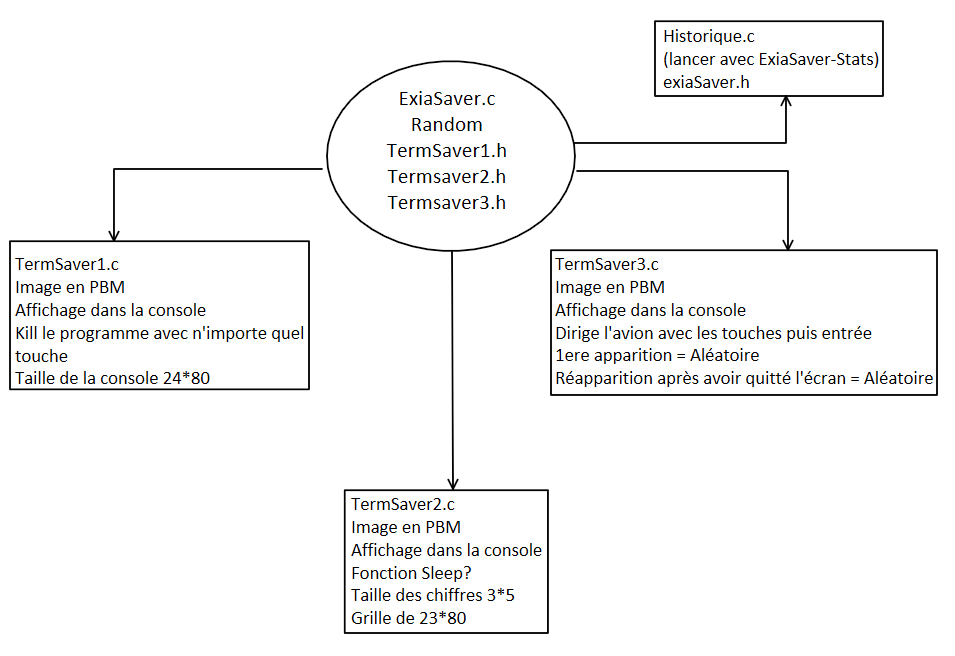 Historique.c
(lancer avec ExiaSaver-Stats)
exiaSaver.h
ExiaSaver.c
Random
TermSaver1.h
Termsaver2.h
Termsaver3.h
TermSaver1.c
Image en PBM
Affichage dans la console
Kill le programme avec n'importe quel
touche
Taille de la console 24*80
TermSaver3.c
Image en PBM
Affichage dans la console
Dirige l'avion avec les touches puis entrée
1ere apparition = Aléatoire
Réapparition après avoir quitté l'écran = Aléatoire
TermSaver2.c
Image en PBM
Affichage dans la console
Fonction Sleep?
Taille des chiffres 3*5
Grille de 23*80